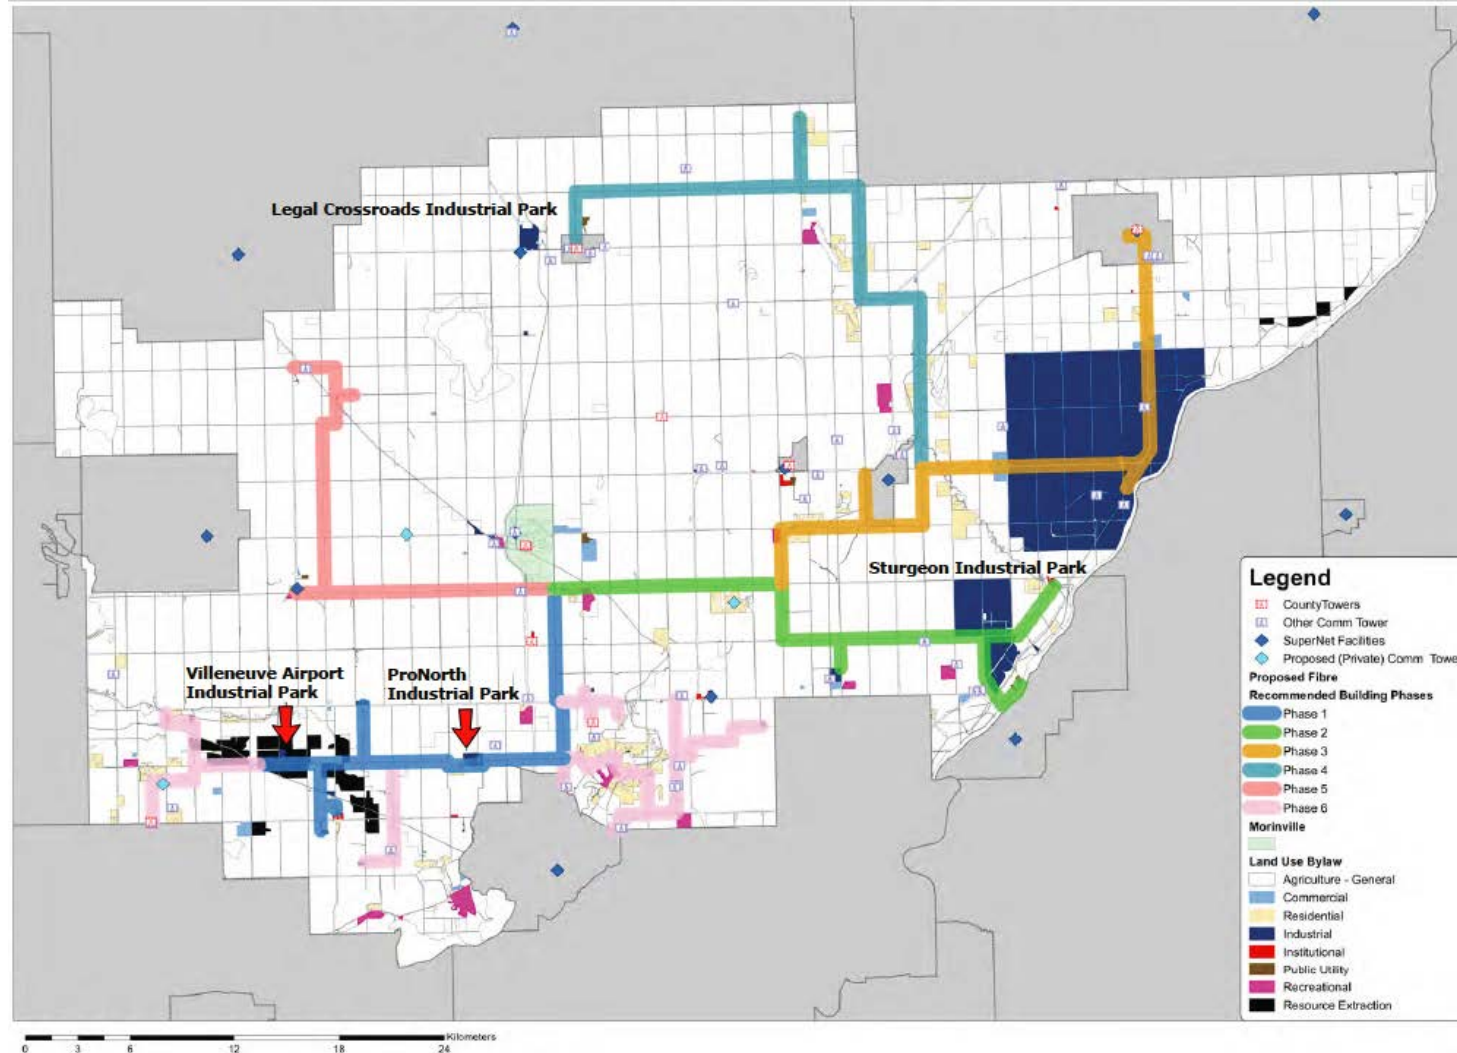 Legal Crossroads Industrial Park
Sturgeon Industrial Park
Villeneuve Airport
Industrial Park
ProNorth
Industrial Park
Legend
CountyTowers
Other Comm Tower
SuperNet Facilities
Proposed (Private) Comm Towe
Proposed Fibre
Recommended Building Phases
Phase 1
Phase 2
Phase 3
Phase 4
Phase 5
Phase 6
Morinville
Land Use Bylaw
Agriculture - General
Commercial
Residential
Industrial
Institutional
Public Utility
Recreational
Resource Extraction
Kilometers
0 3 6 12 18 24